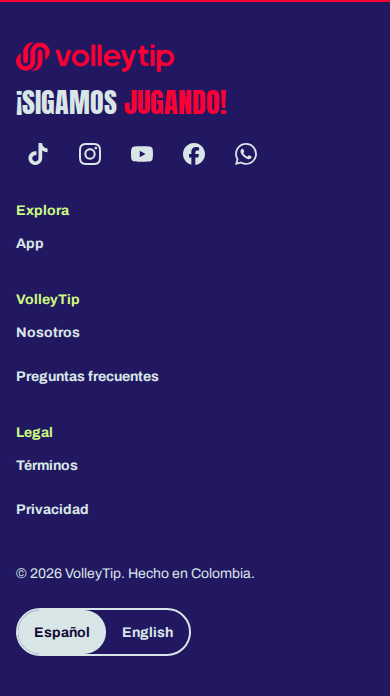 volleytip
¡SIGAMOS JUGANDO!
Explora
App
VolleyTip
Nosotros
Preguntas frecuentes
Legal
Términos
Privacidad
© 2026 VolleyTip. Hecho en Colombia.
Español English